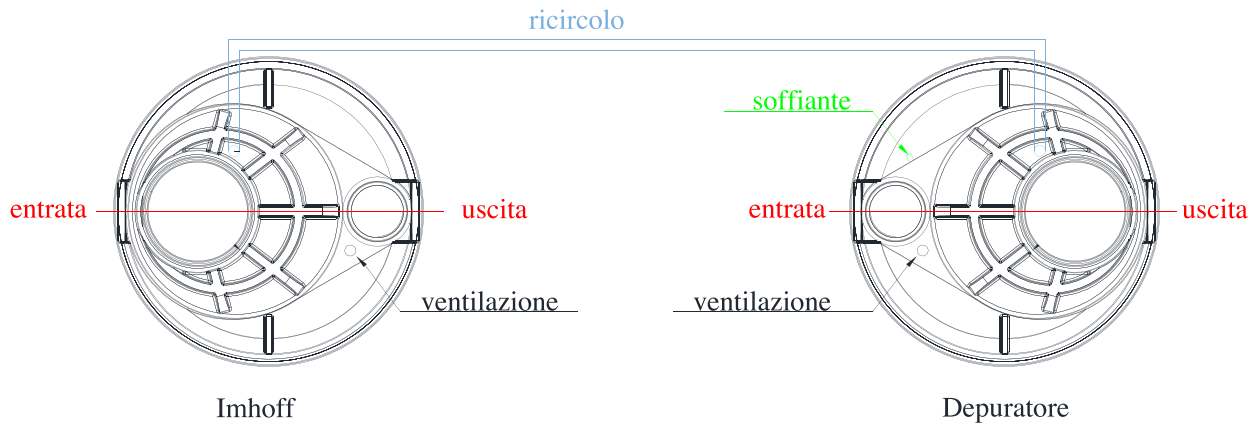 ricircolo
soffiante
entrata
uscita
entrata
uscita
ventilazione
ventilazione
Imhoff
Depuratore